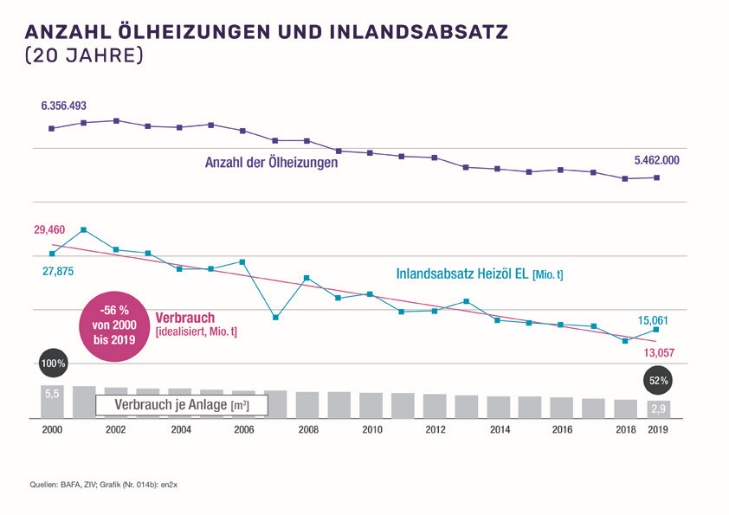 ANZAHL ÖLHEIZUNGEN UND INLANDSABSATZ
(20 JAHRE)
6.356.493
Anzahl der Ölheizungen
5.462.000
29,460
27,875
Inlandsabsatz Heizöl EL [Mio. t]
-56 %
von 2000
bis 2019
Verbrauch
[idealisiert, Mio. t]
15,061
13,057
100%
52%
5,5
Verbrauch je Anlage [m³]
2,9
2000 2002 2004 2006 2008 2010 2012 2014 2016 2018 2019
Quellen: BAFA, ZIV; Grafik (Nr. 014b): en2x